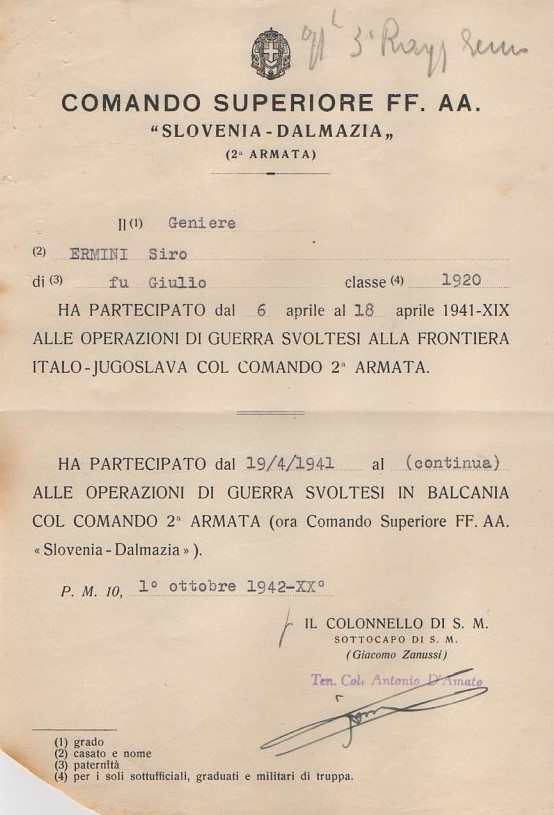 3° Ragg
COMANDO SUPERIORE FF. AA.
"SLOVENIA-DALMAZIA„
(2ª ARMATA)
Il (1) Geniere
(2) ERMINI Siro
di (3) fu Giulio classe (4) 1920
HA PARTECIPATO dal 6 aprile al 18 aprile 1941-XIX
ALLE OPERAZIONI DI GUERRA SVOLTESI ALLA FRONTIERA
ITALO-JUGOSLAVA COL COMANDO 2ª ARMATA.
HA PARTECIPATO dal 19/4/1941 al (continua)
ALLE OPERAZIONI DI GUERRA SVOLTESI IN BALCANIA
COL COMANDO 2ª ARMATA (ora Comando Superiore FF. AA.
« Slovenia-Dalmazia » ).
P. M. 10, 1° ottobre 1942-XX°
IL COLONNELLO DI S. M.
SOTTOCAPO DI S. M.
(Giacomo Zanussi)
Ten. Col. Antonio D'Amato
(1) grado
(2) casato e nome
(3) paternità
(4) per i soli sottufficiali, graduati e militari di truppa.